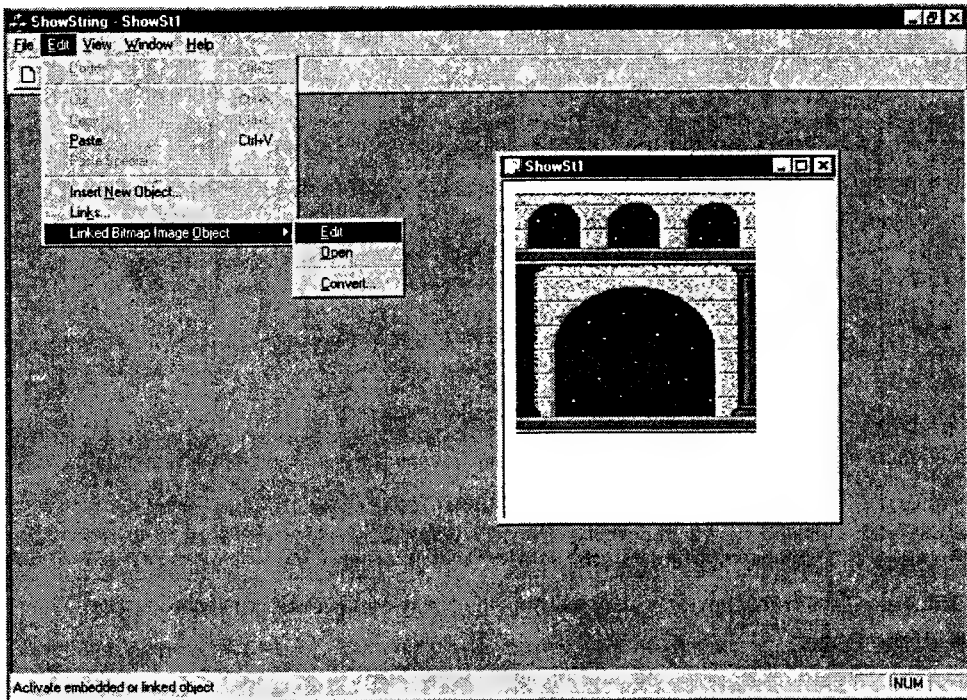 ShowString - ShowSt1
File Edit View Window Help
Paste Ctrl+V
Insert New Object...
Links...
Linked Bitmap Image Object
Edit
Open
Convert...
ShowSt1
Activate embedded or linked object
NUM